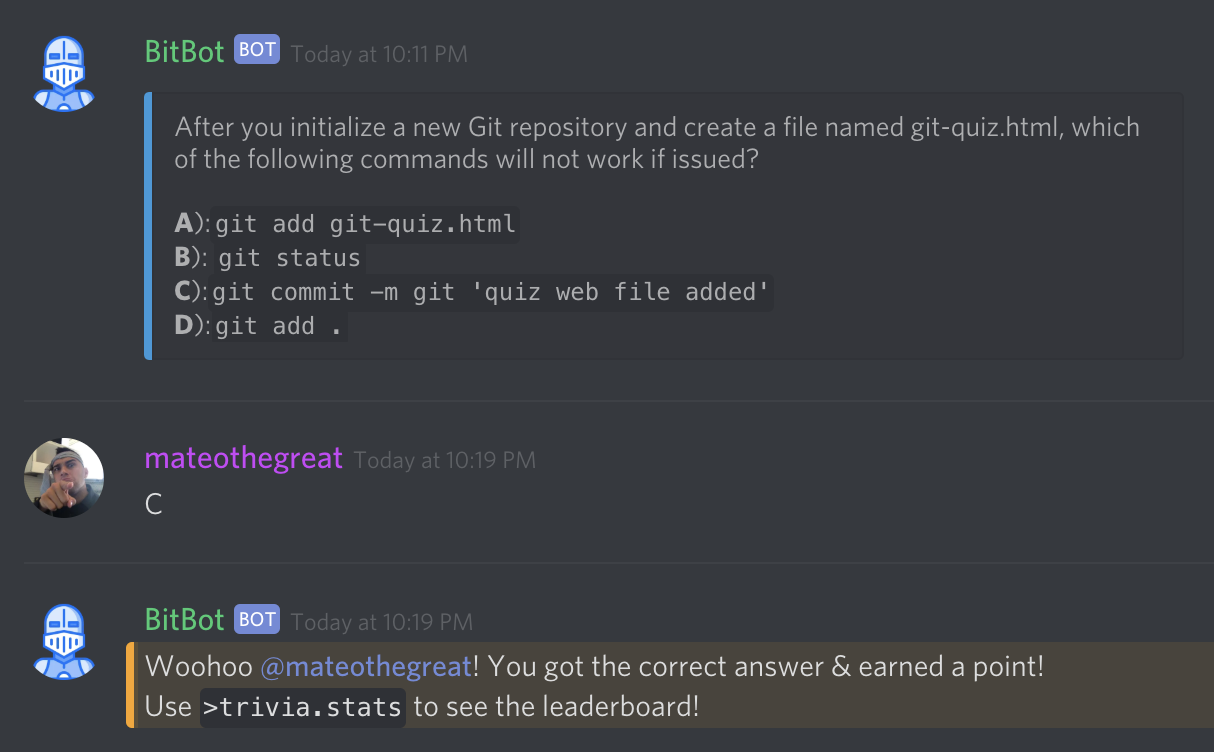 BitBot BOT Today at 10:11 PM
After you initialize a new Git repository and create a file named git-quiz.html, which
of the following commands will not work if issued?
A): git add git-quiz.html
B): git status
C): git commit -m git 'quiz web file added'
D): git add .
mateothegreat Today at 10:19 PM
C
BitBot BOT Today at 10:19 PM
Woohoo @mateothegreat! You got the correct answer & earned a point!
Use >trivia.stats to see the leaderboard!